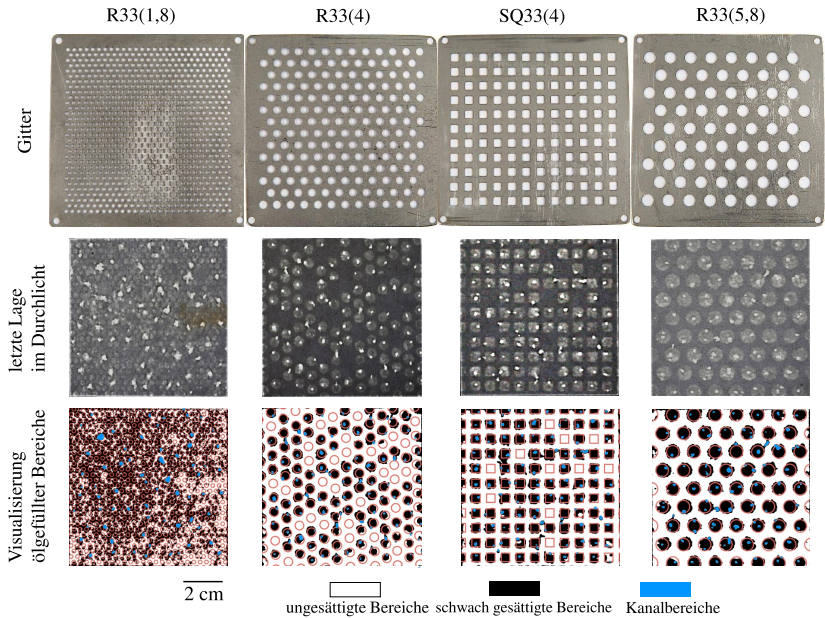 R33(1,8) R33(4) SQ33(4) R33(5,8)
Gitter
letzte Lage
im Durchlicht
Visualisierung
ölgefüllter Bereiche
2 cm
ungesättigte Bereiche schwach gesättigte Bereiche Kanalbereiche